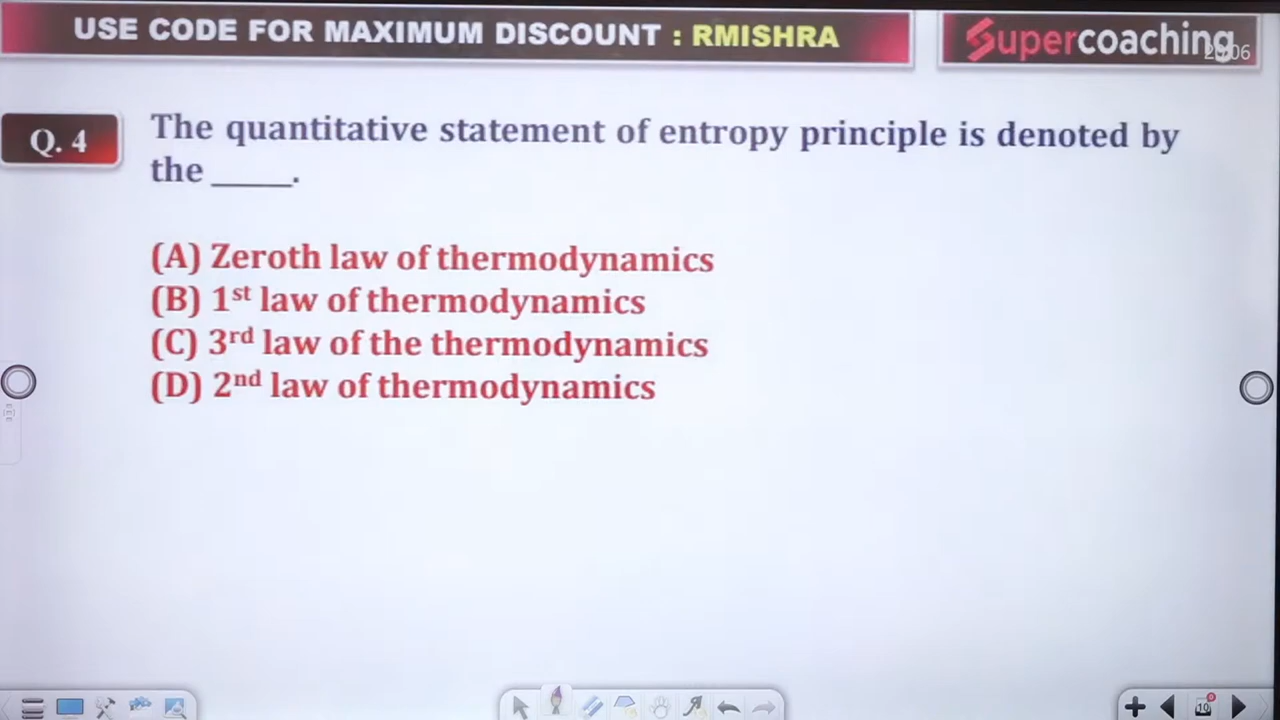 USE CODE FOR MAXIMUM DISCOUNT : RMISHRA
Supercoaching
Q. 4
The quantitative statement of entropy principle is denoted by
the _____.
(A) Zeroth law of thermodynamics
(B) 1st law of thermodynamics
(C) 3rd law of the thermodynamics
(D) 2nd law of thermodynamics
10